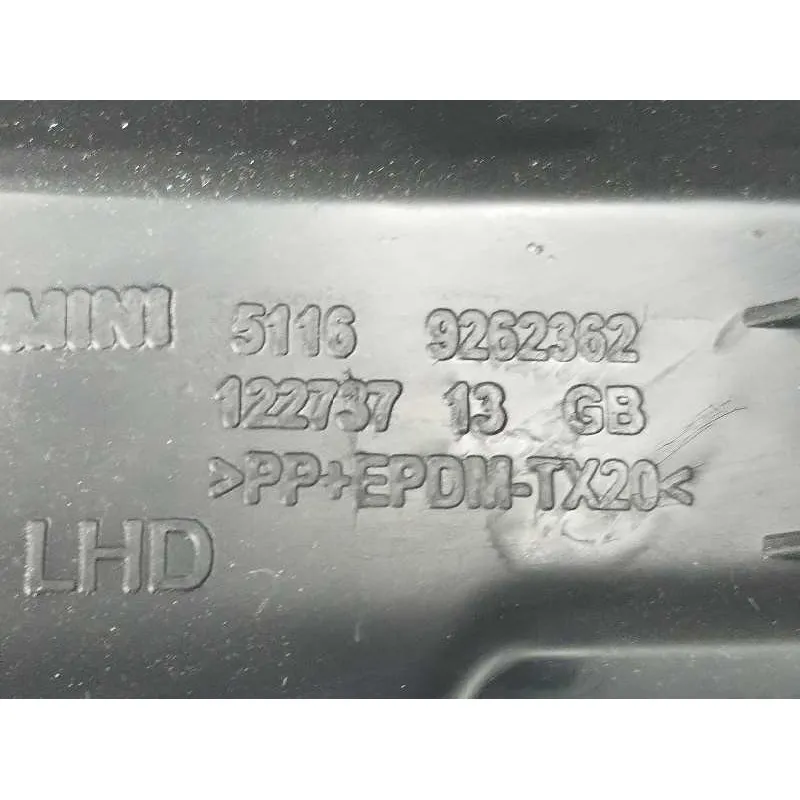 MINI 5116 9262362
122737 13 GB
>PP+EPDM-TX20<
LHD